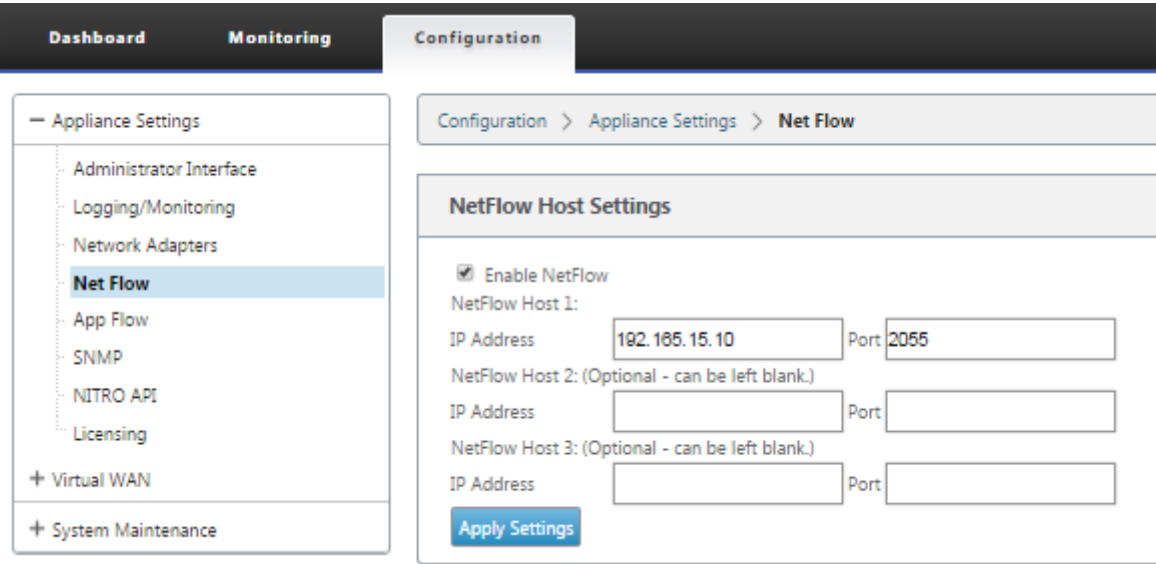 Dashboard Monitoring Configuration
Appliance Settings
Administrator Interface
Logging/Monitoring
Network Adapters
Net Flow
App Flow
SNMP
NITRO API
Licensing
Virtual WAN
System Maintenance
Configuration > Appliance Settings > Net Flow
NetFlow Host Settings
Enable NetFlow
NetFlow Host 1:
IP Address 192.165.15.10 Port 2055
NetFlow Host 2: (Optional - can be left blank.)
IP Address Port
NetFlow Host 3: (Optional - can be left blank.)
IP Address Port
Apply Settings